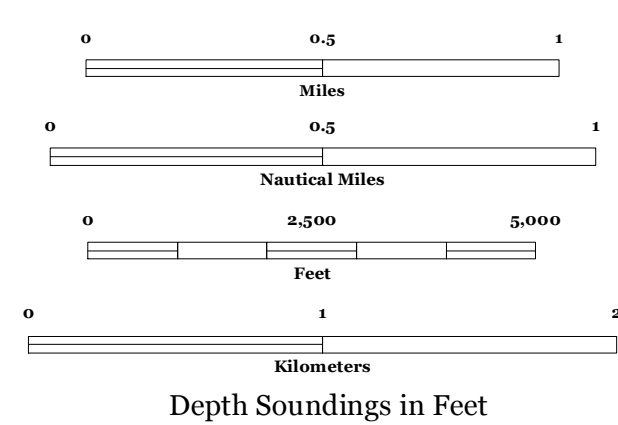 0 0.5 1
Miles
0 0.5 1
Nautical Miles
0 2,500 5,000
Feet
0 1 2
Kilometers
Depth Soundings in Feet